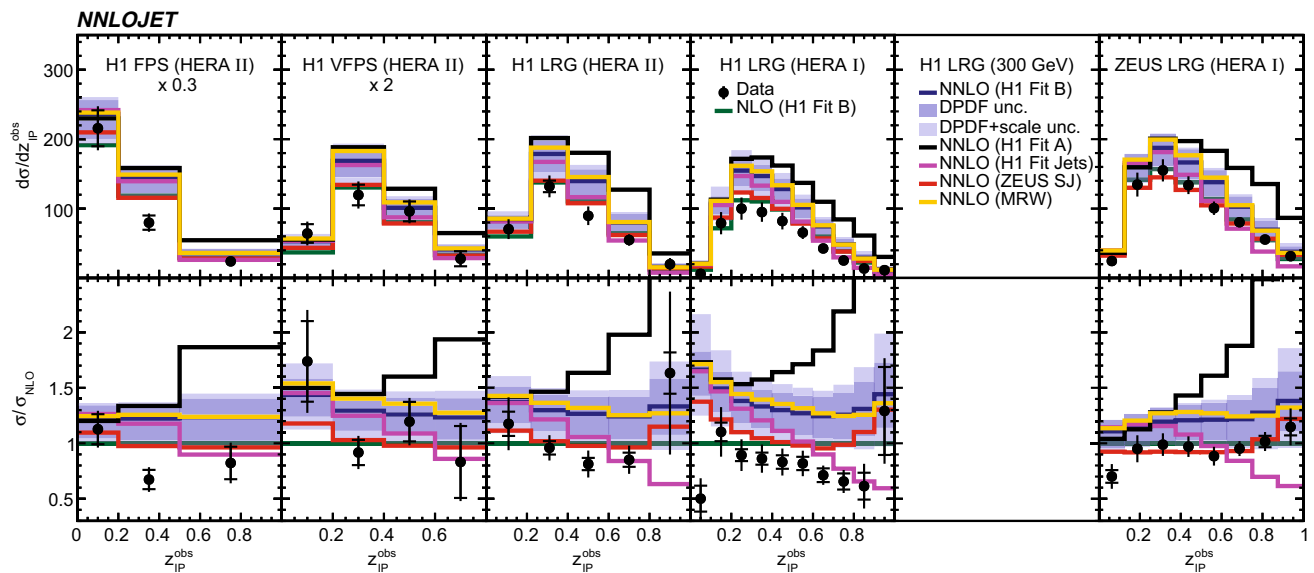 NNLOJET
H1 FPS (HERA II)
x 0.3
H1 VFPS (HERA II)
x 2
H1 LRG (HERA II)
H1 LRG (HERA I)
Data
NLO (H1 Fit B)
H1 LRG (300 GeV)
NNLO (H1 Fit B)
DPDF unc.
DPDF+scale unc.
NNLO (H1 Fit A)
NNLO (H1 Fit Jets)
NNLO (ZEUS SJ)
NNLO (MRW)
ZEUS LRG (HERA I)
dσ/dz_IP^obs
300
200
100
σ/σ_NLO
2
1.5
1
0.5
0 0.2 0.4 0.6 0.8
0.2 0.4 0.6 0.8
0.2 0.4 0.6 0.8
0.2 0.4 0.6 0.8
0.2 0.4 0.6 0.8 1
z_IP^obs
z_IP^obs
z_IP^obs
z_IP^obs
z_IP^obs